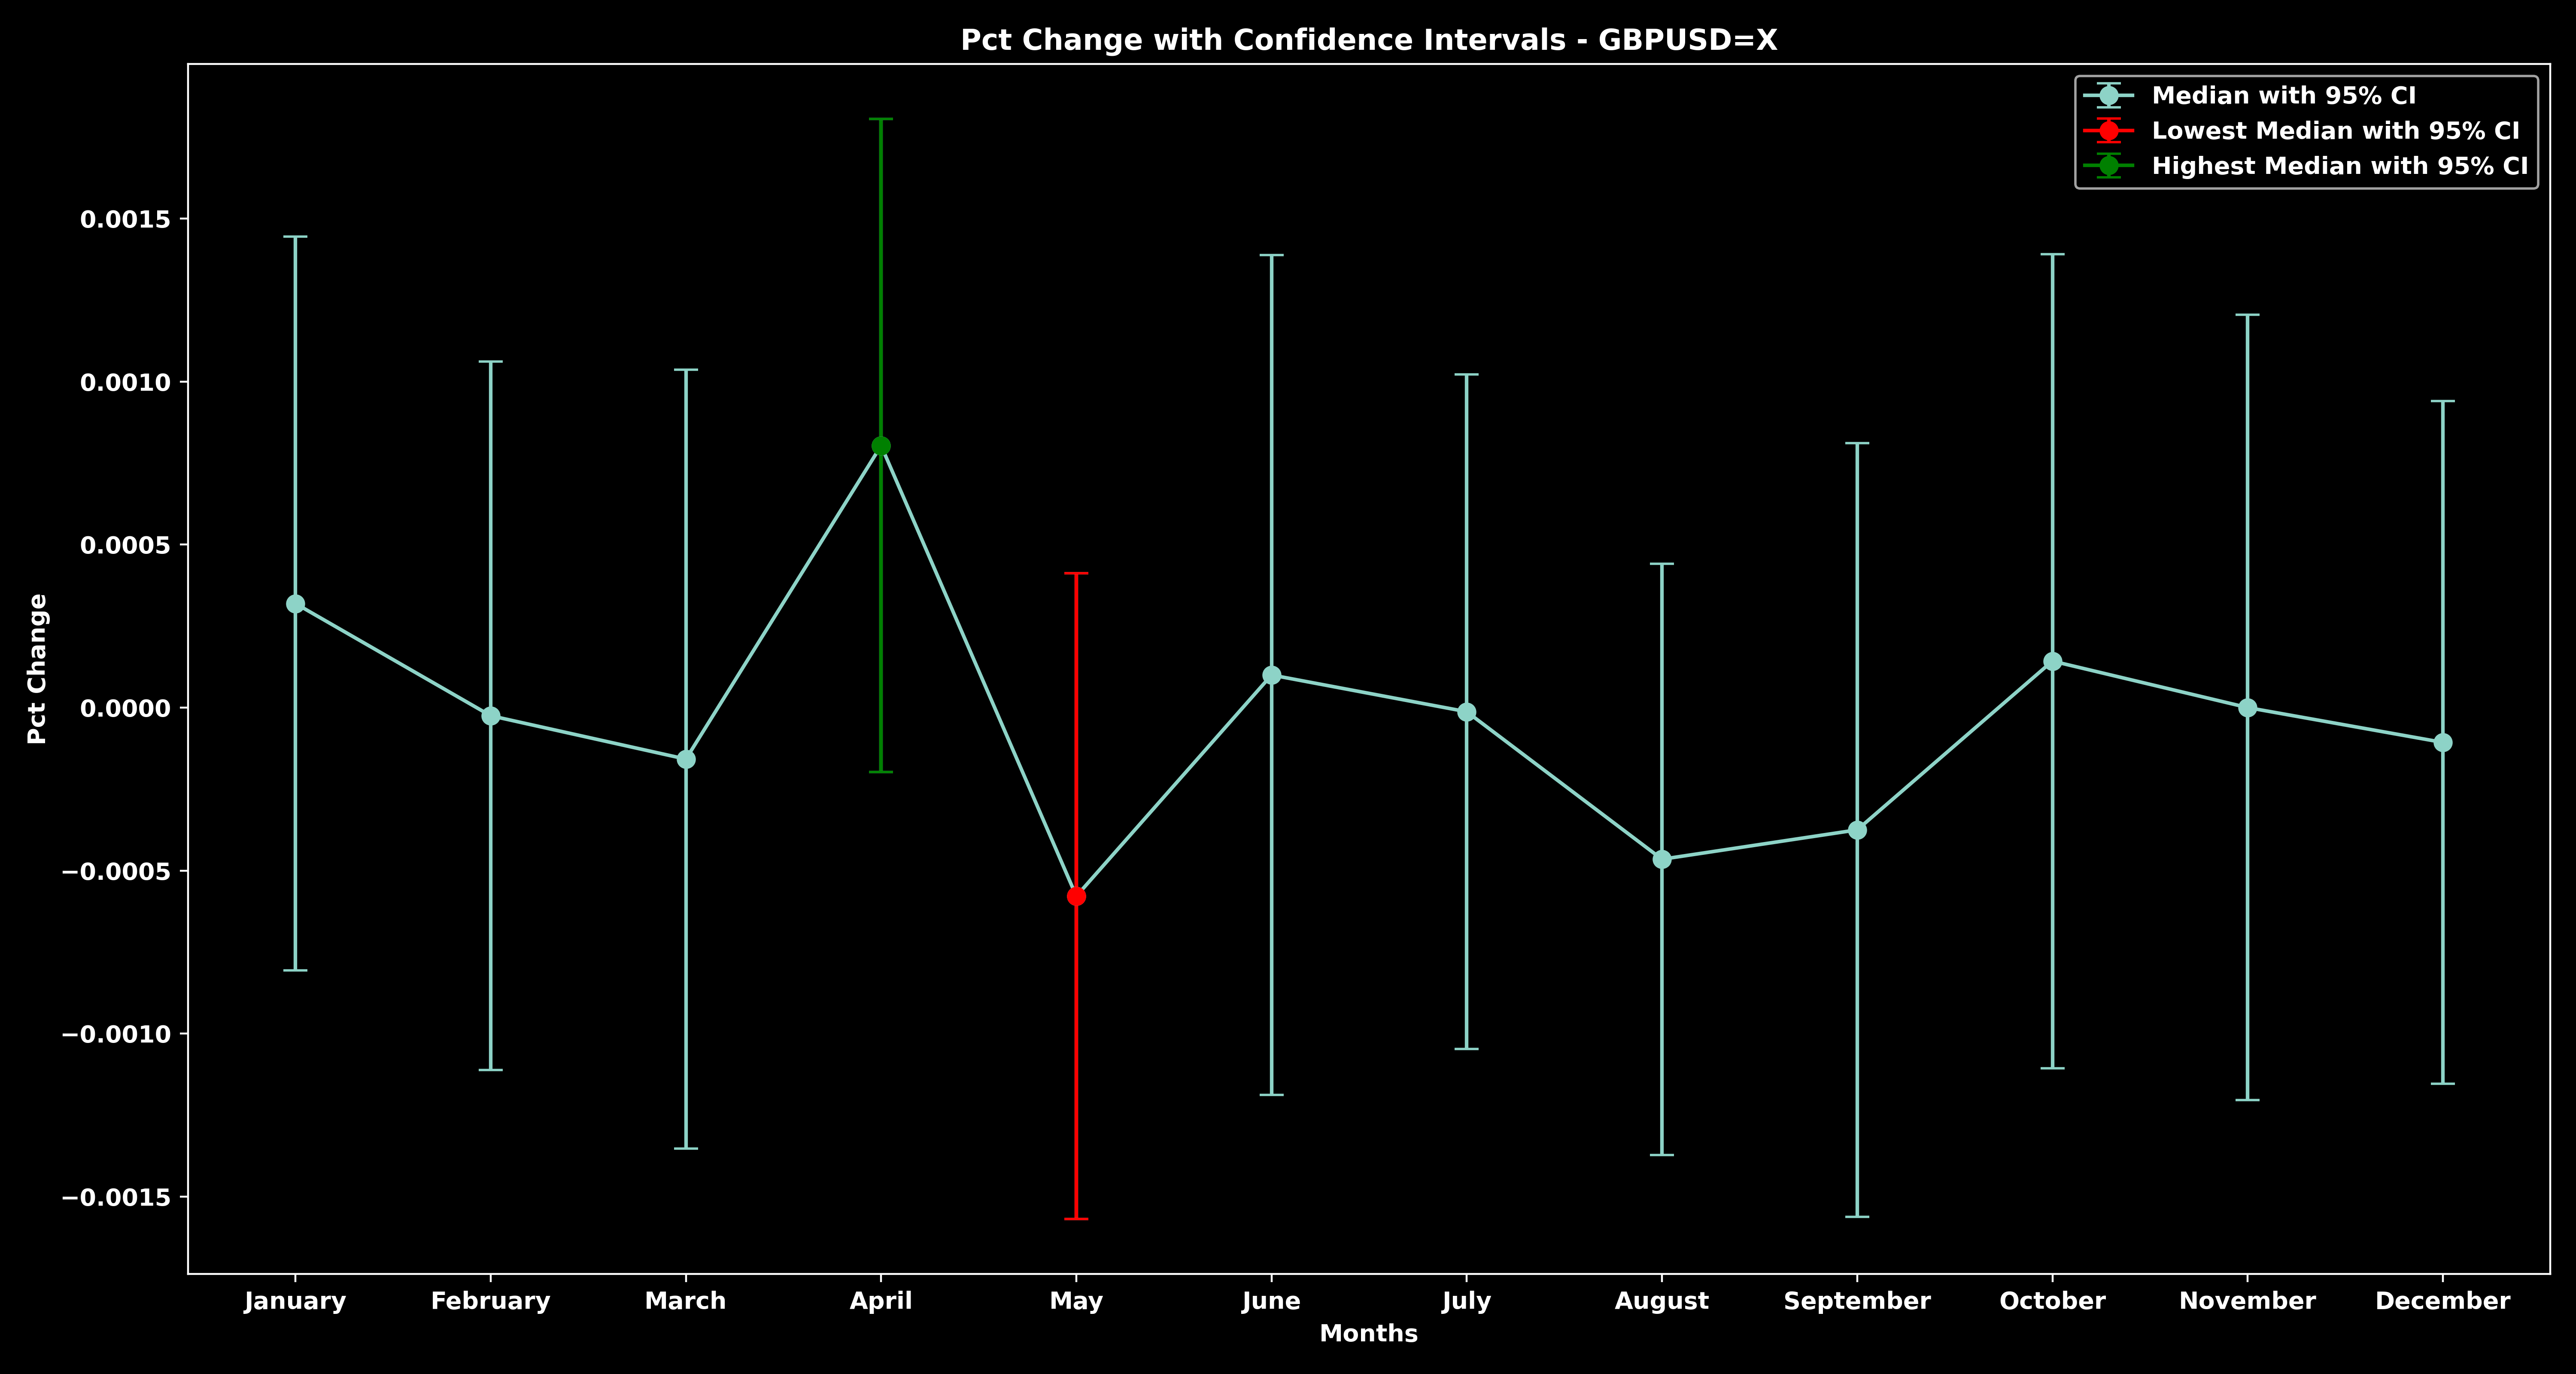 Pct Change with Confidence Intervals - GBPUSD=X
Median with 95% CI
Lowest Median with 95% CI
Highest Median with 95% CI
0.0015
0.0010
0.0005
0.0000
−0.0005
−0.0010
−0.0015
Pct Change
January February March April May June July August September October November December
Months